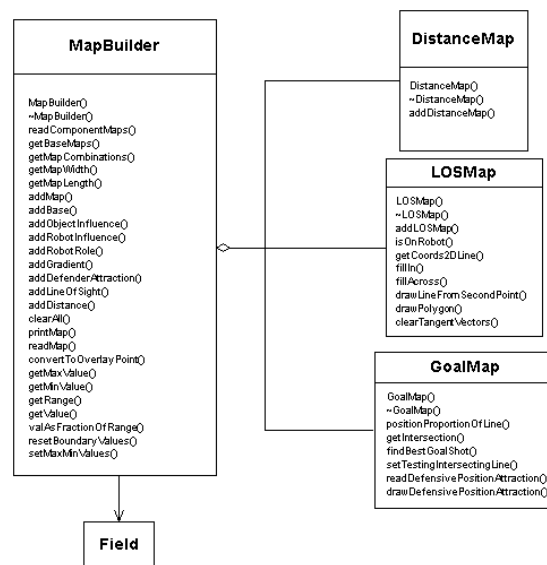 MapBuilder
MapBuilder()
~MapBuilder()
readComponentMaps()
getBaseMaps()
getMapCombinations()
getMapWidth()
getMapLength()
addMap()
addBase()
addObjectInfluence()
addRobotInfluence()
addRobotRole()
addGradient()
addDefenderAttraction()
addLineOfSight()
addDistance()
clearAll()
printMap()
readMap()
convertToOverlayPoint()
getMaxValue()
getMinValue()
getRange()
getValue()
valAsFractionOfRange()
resetBoundaryValues()
setMaxMinValues()
Field
DistanceMap
DistanceMap()
~DistanceMap()
addDistanceMap()
LOSMap
LOSMap()
~LOSMap()
addLOSMap()
isOnRobot()
getCoords2DLine()
fillIn()
fillAcross()
drawLineFromSecondPoint()
drawPolygon()
clearTangentVectors()
GoalMap
GoalMap()
~GoalMap()
positionProportionOfLine()
getIntersection()
findBestGoalShot()
setTestingIntersectingLine()
readDefensivePositionAttraction()
drawDefensivePositionAttraction()